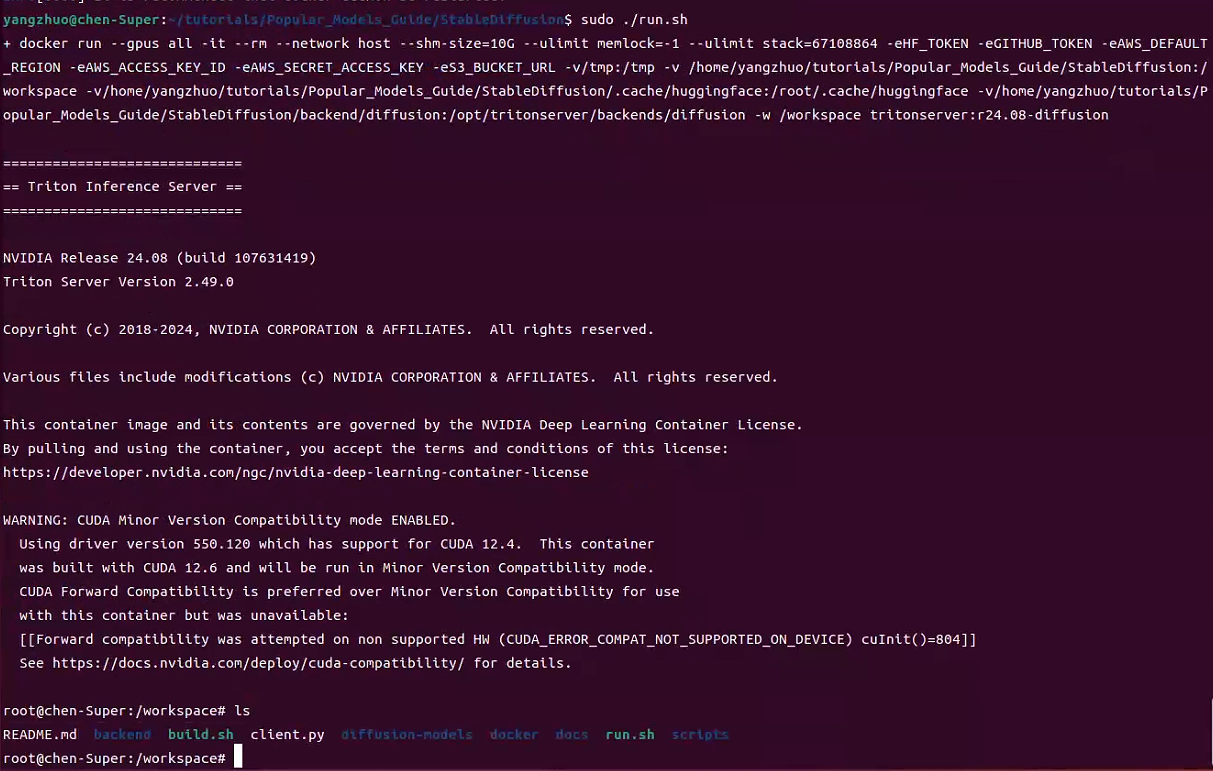 yangzhuo@chen-Super:~/tutorials/Popular_Models_Guide/StableDiffusion$ sudo ./run.sh
+ docker run --gpus all -it --rm --network host --shm-size=10G --ulimit memlock=-1 --ulimit stack=67108864 -eHF_TOKEN -eGITHUB_TOKEN -eAWS_DEFAULT
_REGION -eAWS_ACCESS_KEY_ID -eAWS_SECRET_ACCESS_KEY -eS3_BUCKET_URL -v/tmp:/tmp -v /home/yangzhuo/tutorials/Popular_Models_Guide/StableDiffusion:/
workspace -v/home/yangzhuo/tutorials/Popular_Models_Guide/StableDiffusion/.cache/huggingface:/root/.cache/huggingface -v/home/yangzhuo/tutorials/P
opular_Models_Guide/StableDiffusion/backend/diffusion:/opt/tritonserver/backends/diffusion -w /workspace tritonserver:r24.08-diffusion
=============================
== Triton Inference Server ==
=============================
NVIDIA Release 24.08 (build 107631419)
Triton Server Version 2.49.0
Copyright (c) 2018-2024, NVIDIA CORPORATION & AFFILIATES.  All rights reserved.
Various files include modifications (c) NVIDIA CORPORATION & AFFILIATES.  All rights reserved.
This container image and its contents are governed by the NVIDIA Deep Learning Container License.
By pulling and using the container, you accept the terms and conditions of this license:
https://developer.nvidia.com/ngc/nvidia-deep-learning-container-license
WARNING: CUDA Minor Version Compatibility mode ENABLED.
  Using driver version 550.120 which has support for CUDA 12.4.  This container
  was built with CUDA 12.6 and will be run in Minor Version Compatibility mode.
  CUDA Forward Compatibility is preferred over Minor Version Compatibility for use
  with this container but was unavailable:
  [[Forward compatibility was attempted on non supported HW (CUDA_ERROR_COMPAT_NOT_SUPPORTED_ON_DEVICE) cuInit()=804]]
  See https://docs.nvidia.com/deploy/cuda-compatibility/ for details.
root@chen-Super:/workspace# ls
README.md  backend  build.sh  client.py  diffusion-models  docker  docs  run.sh  scripts
root@chen-Super:/workspace#